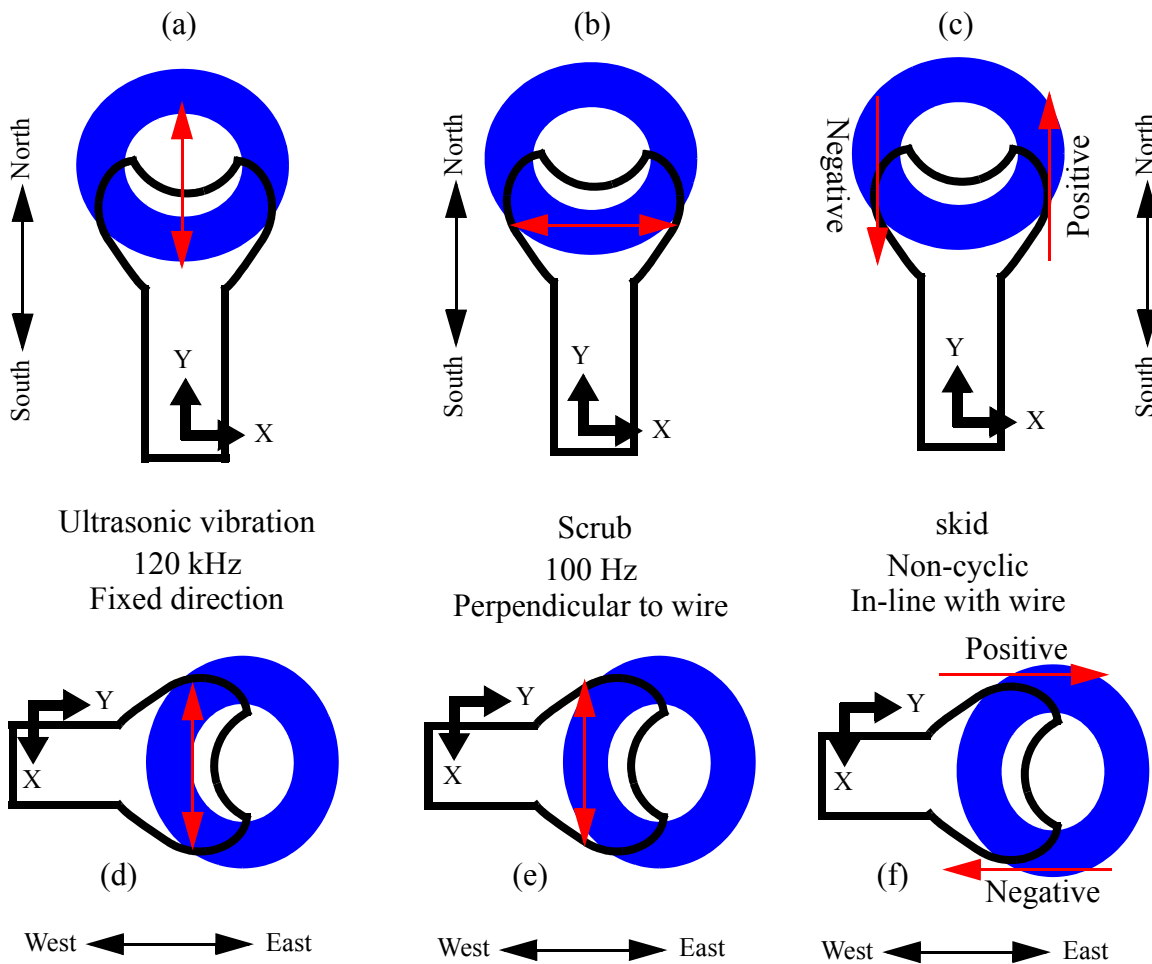 (a)
(b)
(c)
North
South
Y
X
North
South
Y
X
Negative
Positive
North
South
Y
X
Ultrasonic vibration
120 kHz
Fixed direction
Scrub
100 Hz
Perpendicular to wire
skid
Non-cyclic
In-line with wire
Y
X
(d)
West
East
Y
X
(e)
West
East
Positive
Y
X
Negative
(f)
West
East